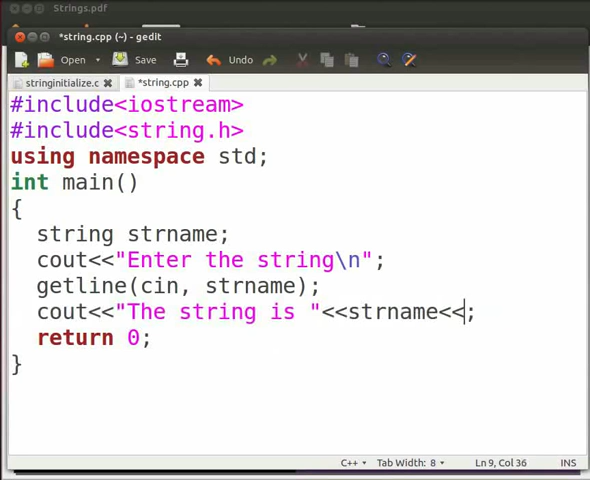 Strings.pdf
*string.cpp (~) - gedit
Open Save Undo
stringinitialize.c *string.cpp
#include<iostream>
#include<string.h>
using namespace std;
int main()
{
string strname;
cout<<"Enter the string\n";
getline(cin, strname);
cout<<"The string is "<<strname<<;
return 0;
}
C++ Tab Width: 8 Ln 9, Col 36 INS